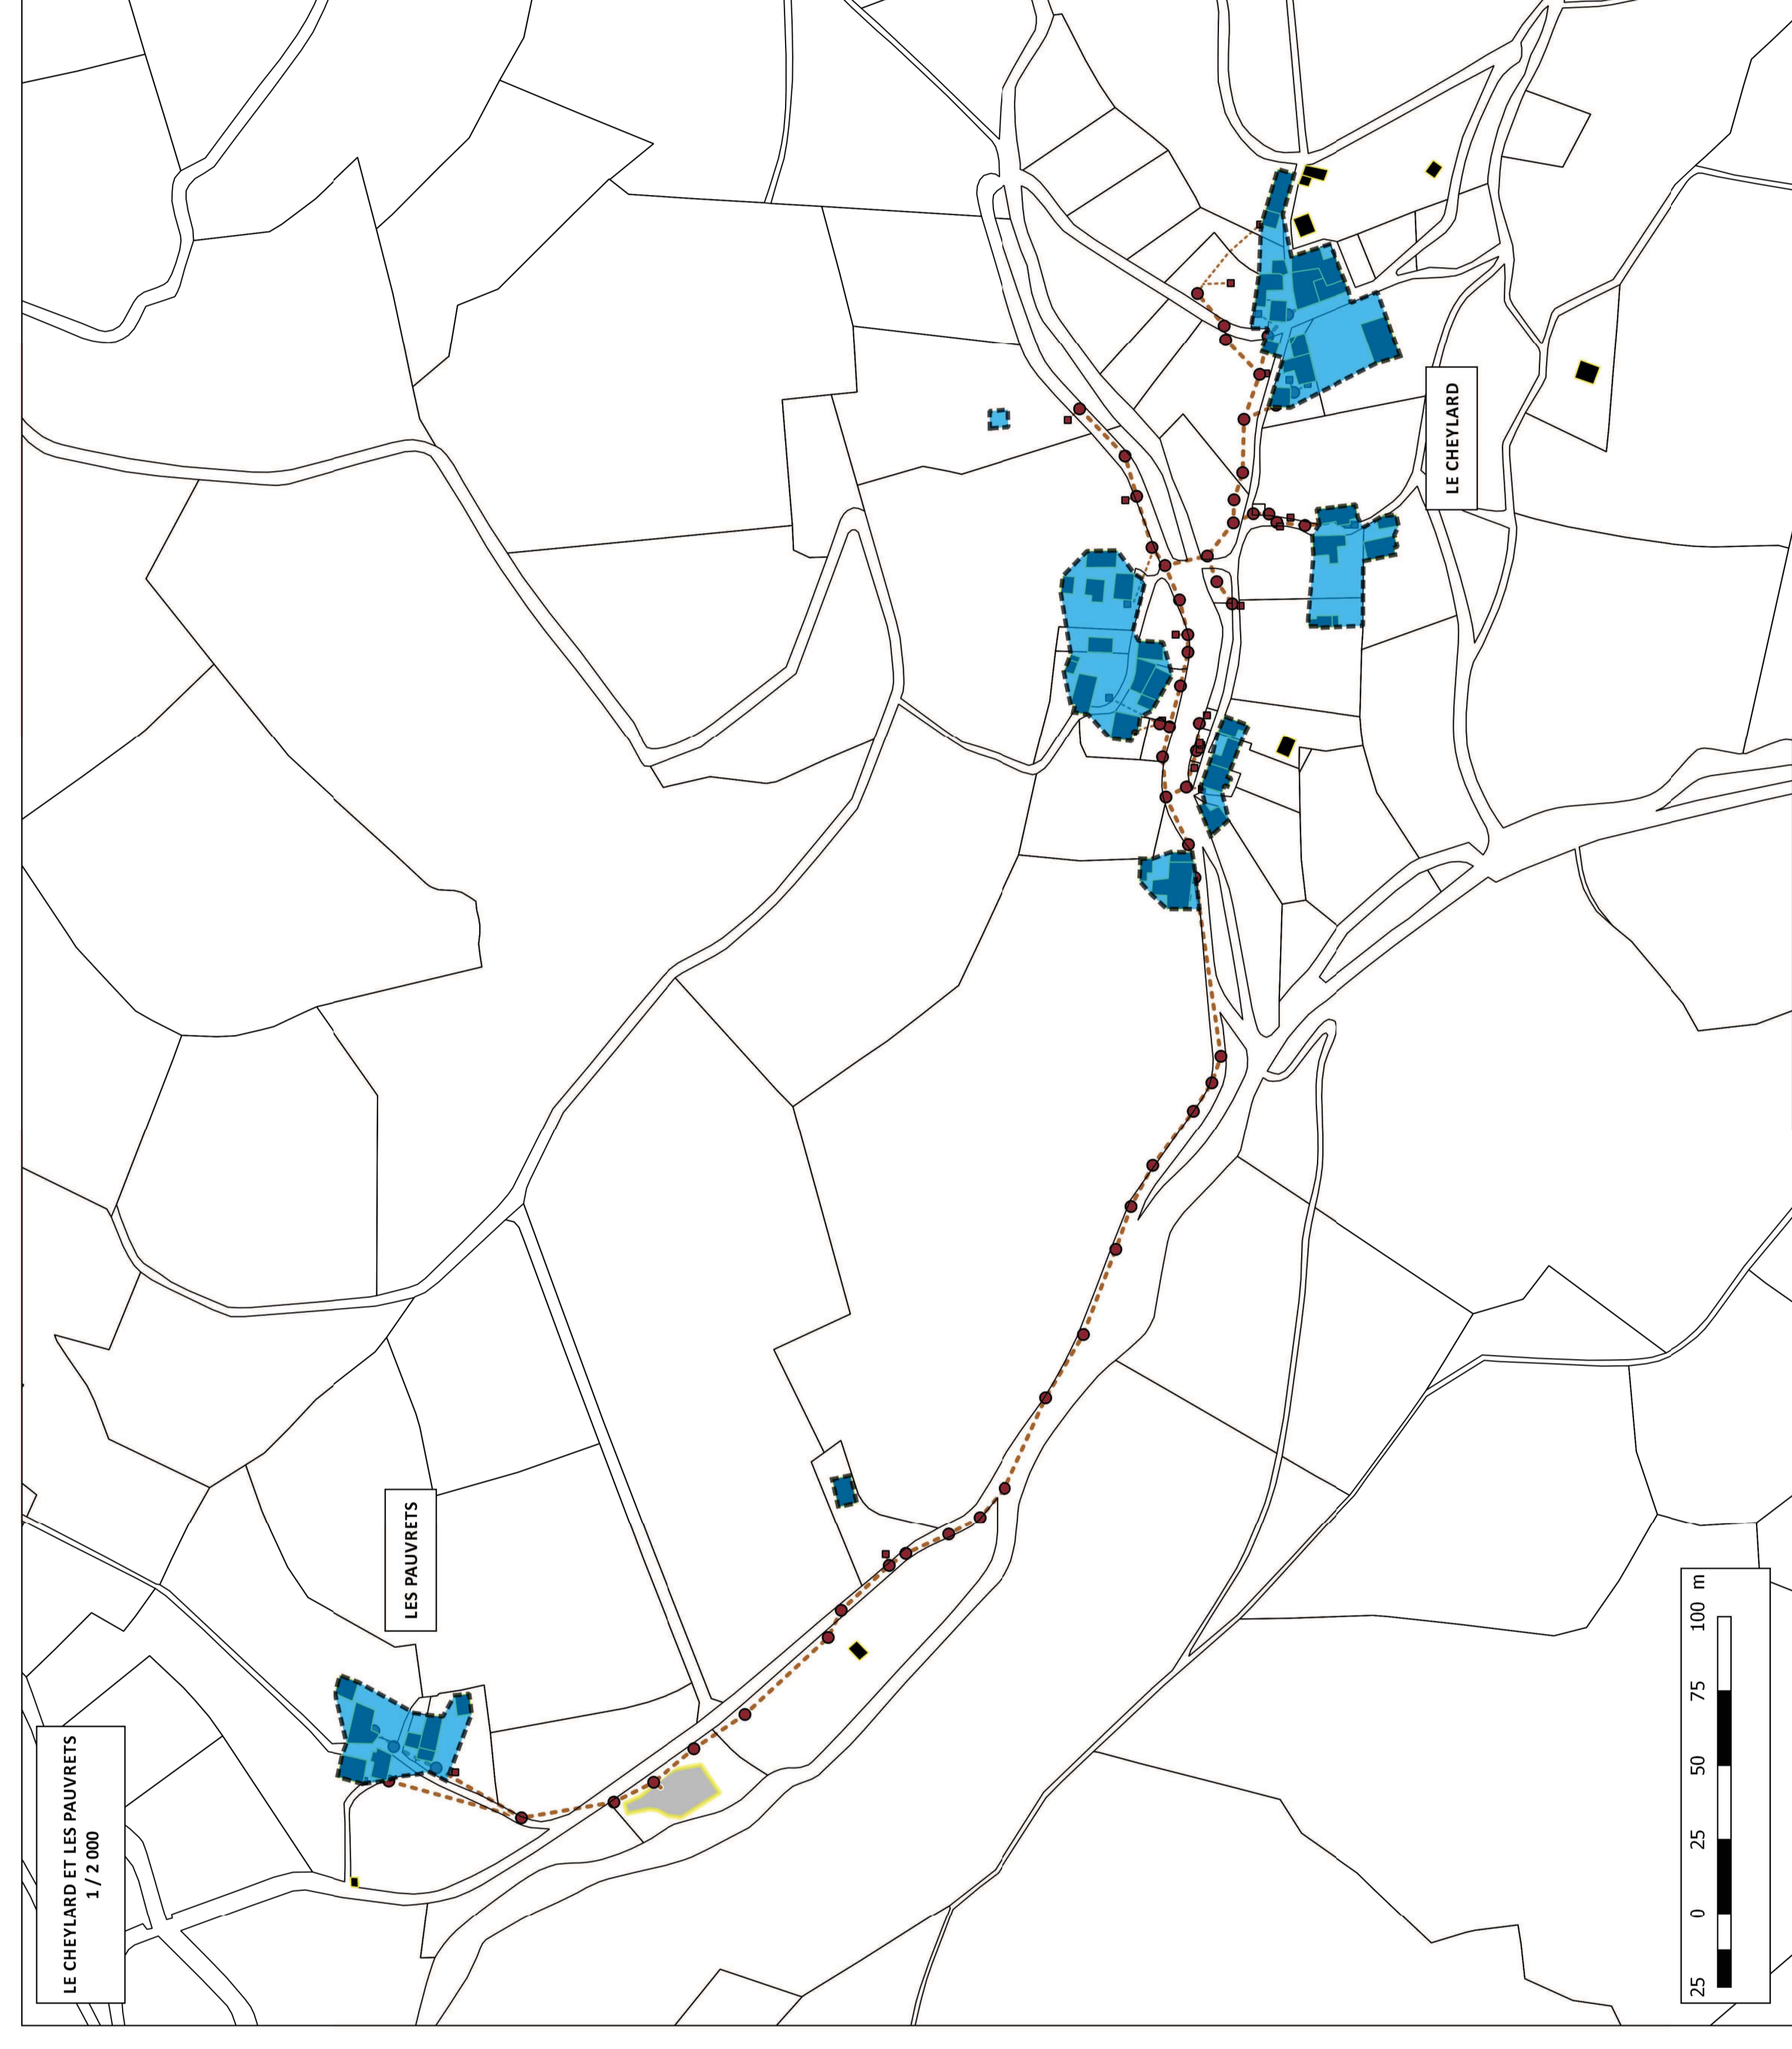 LE CHEYLARD ET LES PAUVRETS
1 / 2 000
LES PAUVRETS
LE CHEYLARD
25 0 25 50 75 100 m